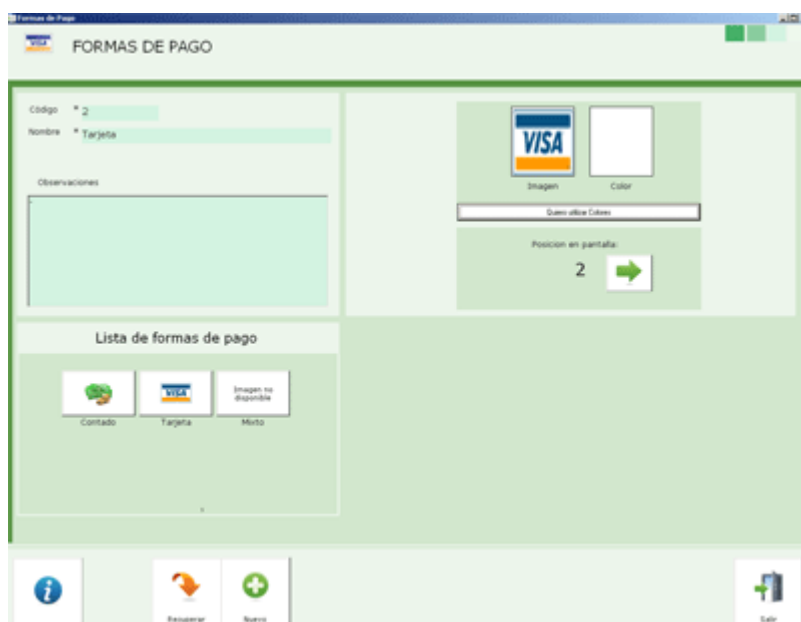 Formas de Pago
VISA
FORMAS DE PAGO
Código * 2
Nombre * Tarjeta
Observaciones
VISA
Imagen Color
Quiero utilizar Colores
Posicion en pantalla:
2
Lista de formas de pago
VISA
Imagen no
disponible
Contado Tarjeta Mixto
Recuperar Nuevo Salir